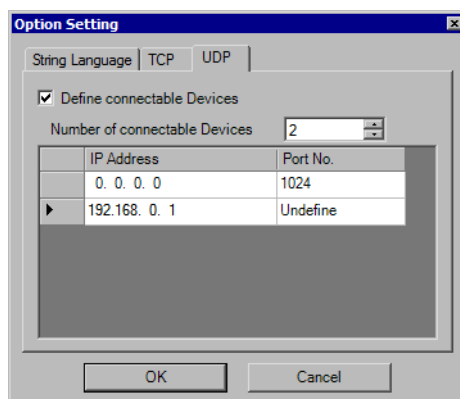 Option Setting
String Language TCP UDP
Define connectable Devices
Number of connectable Devices 2
IP Address Port No.
0. 0. 0. 0 1024
192.168. 0. 1 Undefine
OK Cancel